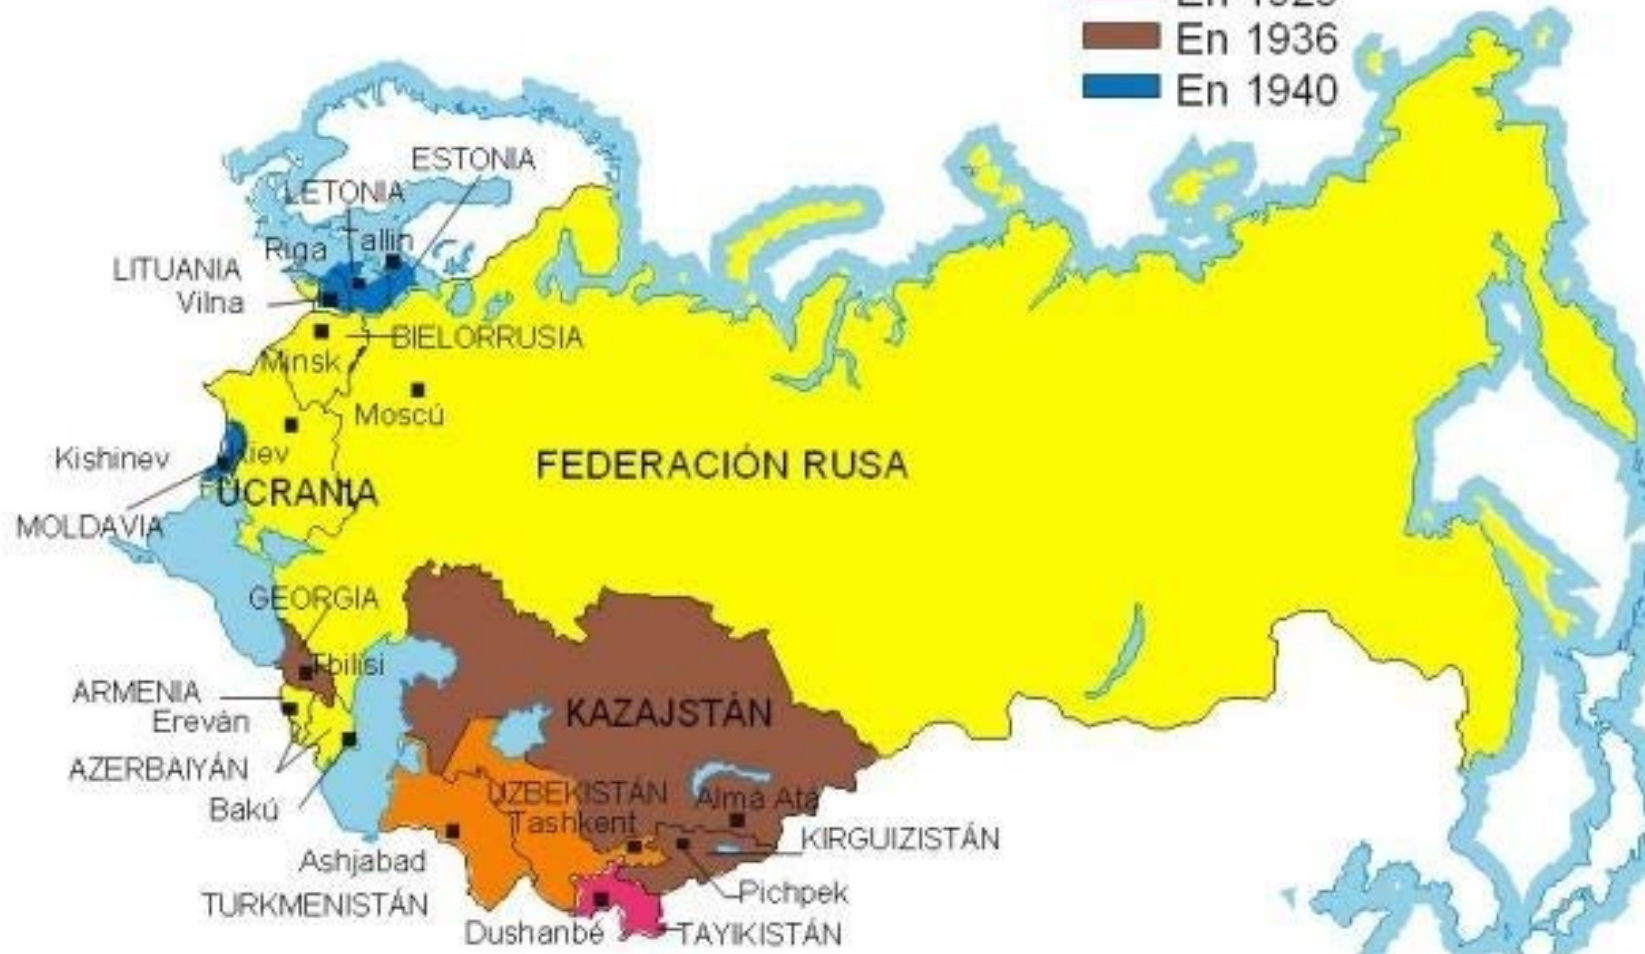 En 1936
En 1940
ESTONIA
LETONIA
Riga
Tallin
LITUANIA
Vilna
BIELORRUSIA
Minsk
Moscú
Kishinev
Kiev
FEDERACIÓN RUSA
UCRANIA
MOLDAVIA
GEORGIA
Tbilisi
ARMENIA
Ereván
KAZAJSTÁN
AZERBAIYÁN
Bakú
UZBEKISTÁN
Alma Ata
Tashkent
KIRGUIZISTÁN
Ashjabad
Pichpek
TURKMENISTÁN
Dushanbé
TAYIKISTÁN